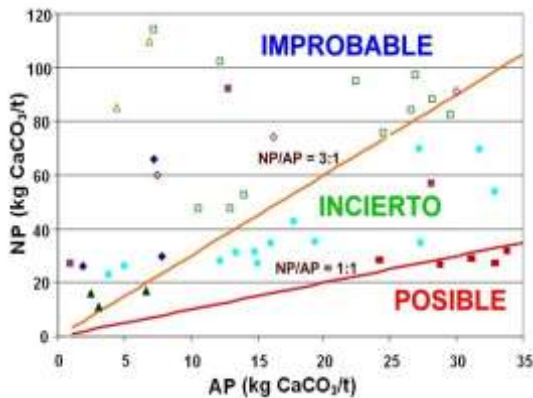 NP (kg CaCO₃/t)
120
100
80
60
40
20
0
IMPROBABLE
NP/AP = 3:1
INCIERTO
NP/AP = 1:1
POSIBLE
0 5 10 15 20 25 30 35
AP (kg CaCO₃/t)